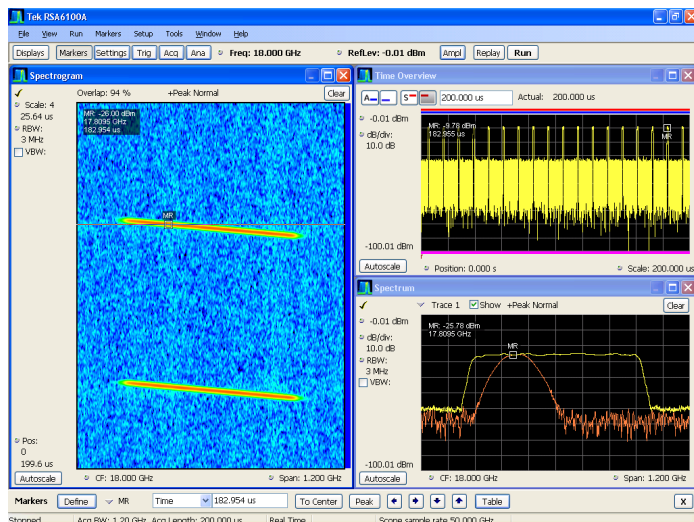 Tek RSA6100A
File View Run Markers Setup Tools Window Help
Displays Markers Settings Trig Acq Ana Freq: 18.000 GHz RefLev: -0.01 dBm Ampl Replay Run
Spectrogram
Overlap: 94 % +Peak Normal Clear
Scale: 4
25.64 us
RBW:
3 MHz
VBW:
MR: -26.00 dBm
17.8095 GHz
182.954 us
MR
Pos:
0
199.6 us
Autoscale CF: 18.000 GHz Span: 1.200 GHz
Time Overview
A S 200.000 us Actual: 200.000 us
-0.01 dBm
dB/div:
10.0 dB
MR: -9.78 dBm
182.955 us
MR
-100.01 dBm
Autoscale Position: 0.000 s Scale: 200.000 us
Spectrum
Trace 1 Show +Peak Normal Clear
-0.01 dBm
dB/div:
10.0 dB
RBW:
3 MHz
VBW:
MR: -25.78 dBm
17.8095 GHz
MR
-100.01 dBm
Autoscale CF: 18.000 GHz Span: 1.200 GHz
Markers Define MR Time 182.954 us To Center Peak Table X
Stopped Acq BW: 1.20 GHz, Acq Length: 200.000 us Real Time Scope sample rate 50.000 GHz